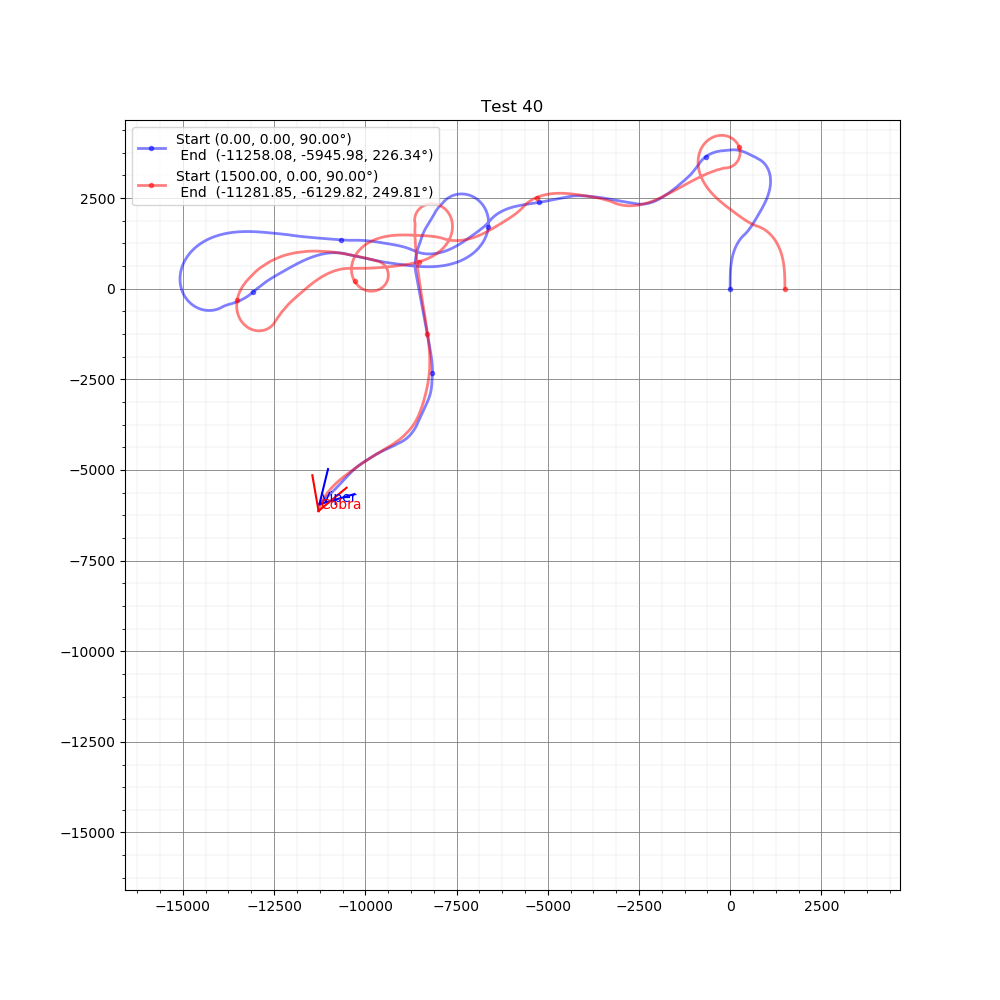 Test 40
Start (0.00, 0.00, 90.00°)
End (-11258.08, -5945.98, 226.34°)
Start (1500.00, 0.00, 90.00°)
End (-11281.85, -6129.82, 249.81°)
2500
0
−2500
−5000
−7500
−10000
−12500
−15000
Viper
Cobra
−15000 −12500 −10000 −7500 −5000 −2500 0 2500